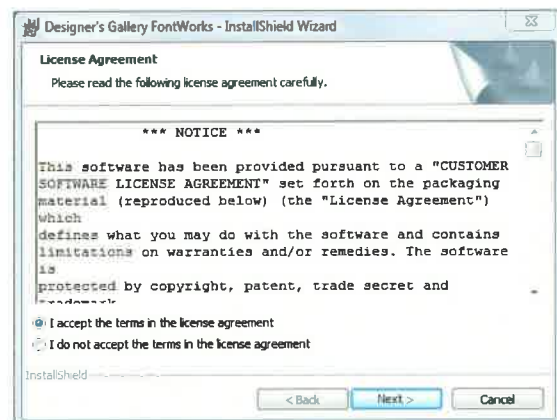 Designer's Gallery FontWorks - InstallShield Wizard
License Agreement
Please read the following license agreement carefully.
*** NOTICE ***
This software has been provided pursuant to a "CUSTOMER
SOFTWARE LICENSE AGREEMENT" set forth on the packaging
material (reproduced below) (the "License Agreement")
which
defines what you may do with the software and contains
limitations on warranties and/or remedies. The software
is
protected by copyright, patent, trade secret and
trademark
I accept the terms in the license agreement
I do not accept the terms in the license agreement
InstallShield
< Back
Next >
Cancel